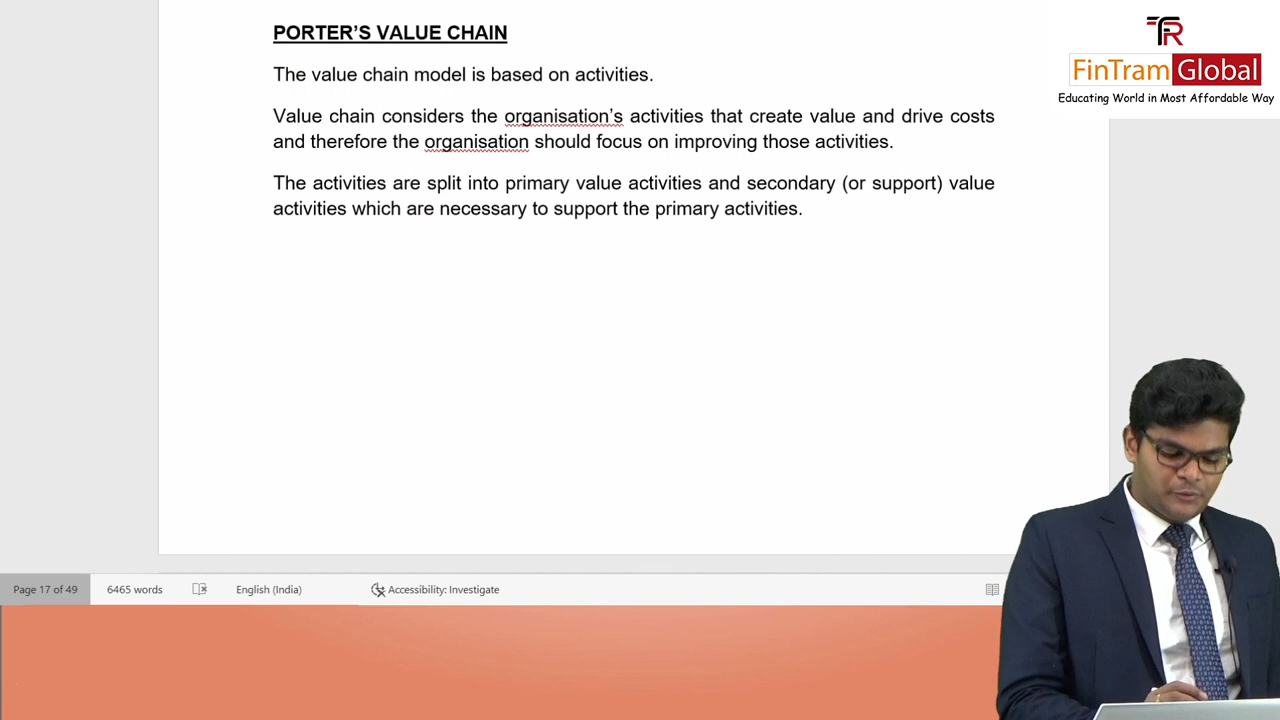 PORTER’S VALUE CHAIN
The value chain model is based on activities.
Value chain considers the organisation’s activities that create value and drive costs
and therefore the organisation should focus on improving those activities.
The activities are split into primary value activities and secondary (or support) value
activities which are necessary to support the primary activities.
TR
FinTram Global
Educating World in Most Affordable Way
Page 17 of 49
6465 words
English (India)
Accessibility: Investigate